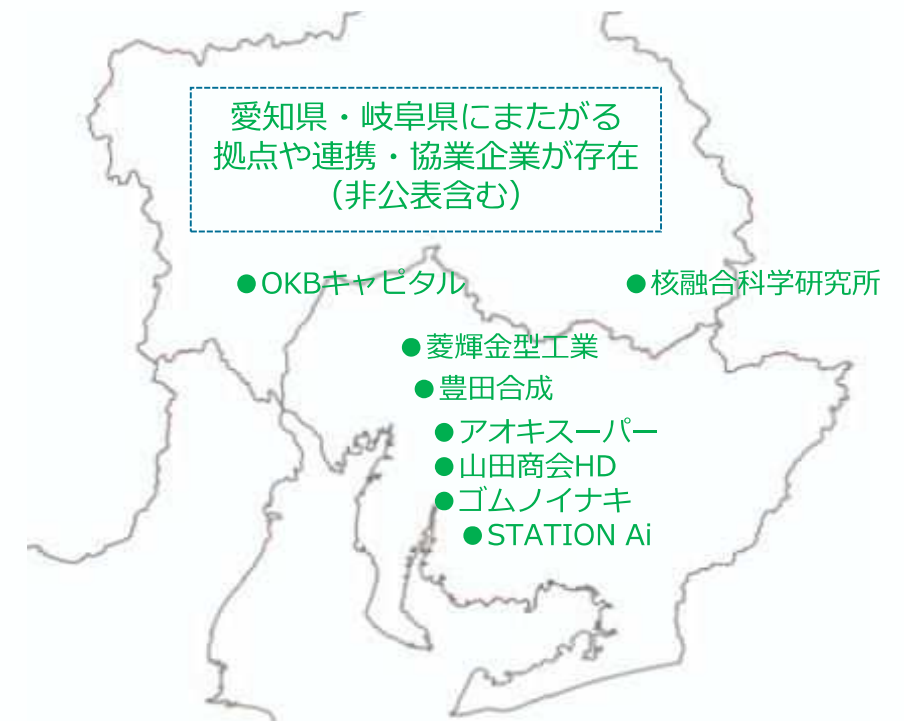 愛知県・岐阜県にまたがる
拠点や連携・協業企業が存在
（非公表含む）
●OKBキャピタル
●核融合科学研究所
●菱輝金型工業
●豊田合成
●アオキスーパー
●山田商会HD
●ゴムノイナキ
●STATION Ai